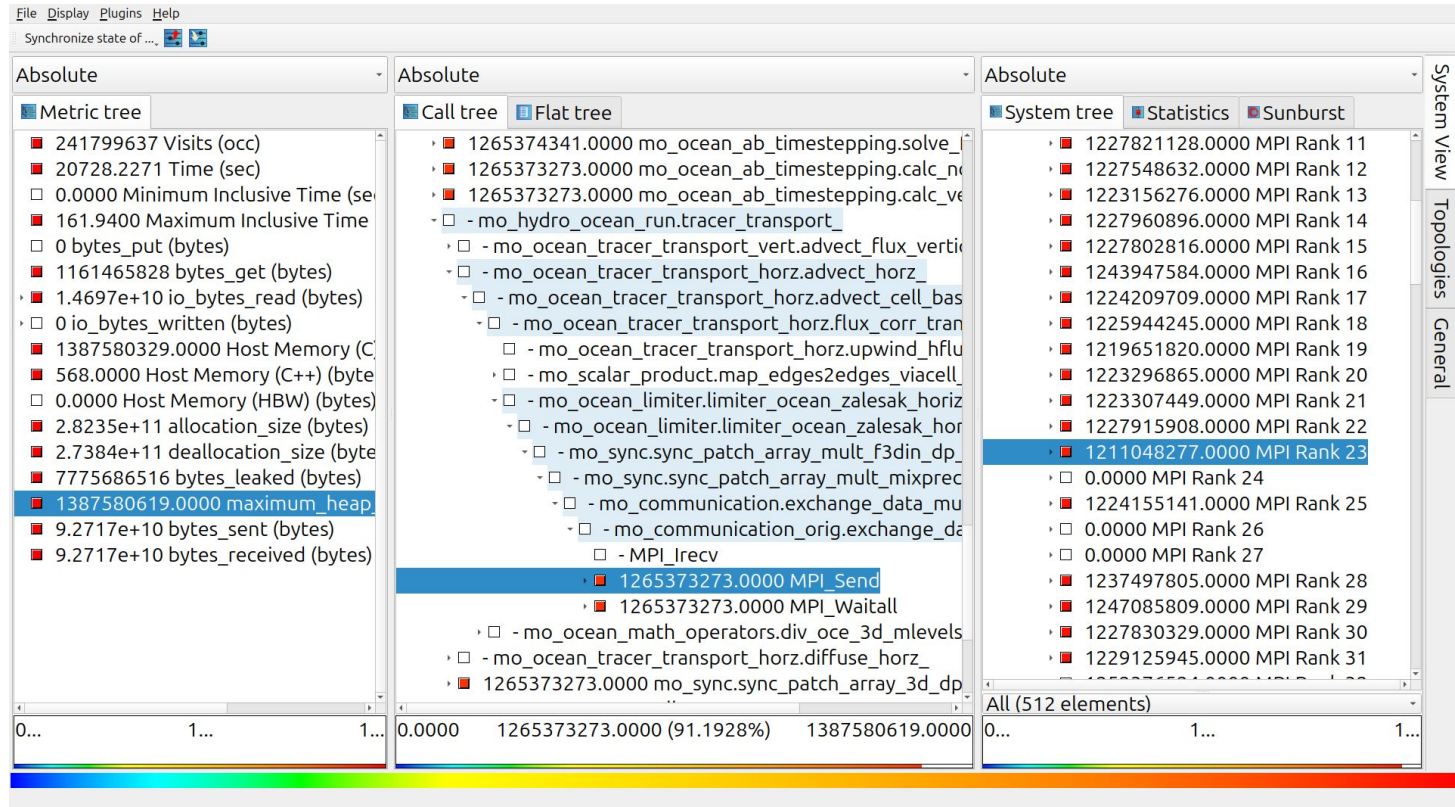 File Display Plugins Help
Synchronize state of ...
Absolute
Metric tree
241799637 Visits (occ)
20728.2271 Time (sec)
0.0000 Minimum Inclusive Time (se
161.9400 Maximum Inclusive Time
0 bytes_put (bytes)
1161465828 bytes_get (bytes)
1.4697e+10 io_bytes_read (bytes)
0 io_bytes_written (bytes)
1387580329.0000 Host Memory (C
568.0000 Host Memory (C++) (byte
0.0000 Host Memory (HBW) (bytes)
2.8235e+11 allocation_size (bytes)
2.7384e+11 deallocation_size (byte
7775686516 bytes_leaked (bytes)
1387580619.0000 maximum_heap_
9.2717e+10 bytes_sent (bytes)
9.2717e+10 bytes_received (bytes)
0... 1... 1...
Absolute
Call tree Flat tree
1265374341.0000 mo_ocean_ab_timestepping.solve_
1265373273.0000 mo_ocean_ab_timestepping.calc_no
1265373273.0000 mo_ocean_ab_timestepping.calc_ve
- mo_hydro_ocean_run.tracer_transport_
- mo_ocean_tracer_transport_vert.advect_flux_vertic
- mo_ocean_tracer_transport_horz.advect_horz_
- mo_ocean_tracer_transport_horz.advect_cell_bas
- mo_ocean_tracer_transport_horz.flux_corr_tran
- mo_ocean_tracer_transport_horz.upwind_hflu
- mo_scalar_product.map_edges2edges_viacell_
- mo_ocean_limiter.limiter_ocean_zalesak_horiz
- mo_ocean_limiter.limiter_ocean_zalesak_hor
- mo_sync.sync_patch_array_mult_f3din_dp_
- mo_sync.sync_patch_array_mult_mixprec
- mo_communication.exchange_data_mu
- mo_communication_orig.exchange_da
- MPI_Irecv
1265373273.0000 MPI_Send
1265373273.0000 MPI_Waitall
- mo_ocean_math_operators.div_oce_3d_mlevels
- mo_ocean_tracer_transport_horz.diffuse_horz_
1265373273.0000 mo_sync.sync_patch_array_3d_dp
0.0000 1265373273.0000 (91.1928%) 1387580619.0000
Absolute
System tree Statistics Sunburst
1227821128.0000 MPI Rank 11
1227548632.0000 MPI Rank 12
1223156276.0000 MPI Rank 13
1227960896.0000 MPI Rank 14
1227802816.0000 MPI Rank 15
1243947584.0000 MPI Rank 16
1224209709.0000 MPI Rank 17
1225944245.0000 MPI Rank 18
1219651820.0000 MPI Rank 19
1223296865.0000 MPI Rank 20
1223307449.0000 MPI Rank 21
1227915908.0000 MPI Rank 22
1211048277.0000 MPI Rank 23
0.0000 MPI Rank 24
1224155141.0000 MPI Rank 25
0.0000 MPI Rank 26
0.0000 MPI Rank 27
1237497805.0000 MPI Rank 28
1247085809.0000 MPI Rank 29
1227830329.0000 MPI Rank 30
1229125945.0000 MPI Rank 31
All (512 elements)
0... 1... 1...
System View
Topologies
General